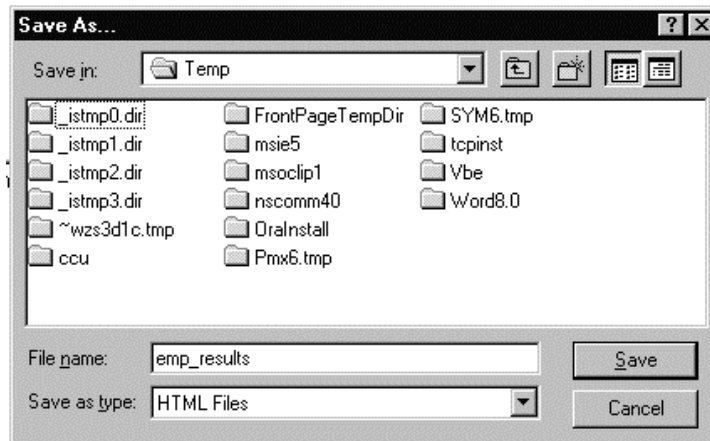 Save As...
Save in: Temp
_istmp0.dir FrontPageTempDir SYM6.tmp
_istmp1.dir msie5 tcpinst
_istmp2.dir msoclip1 Vbe
_istmp3.dir nscomm40 Word8.0
~wzs3d1c.tmp OraInstall
ccu Pmx6.tmp
File name: emp_results Save
Save as type: HTML Files Cancel